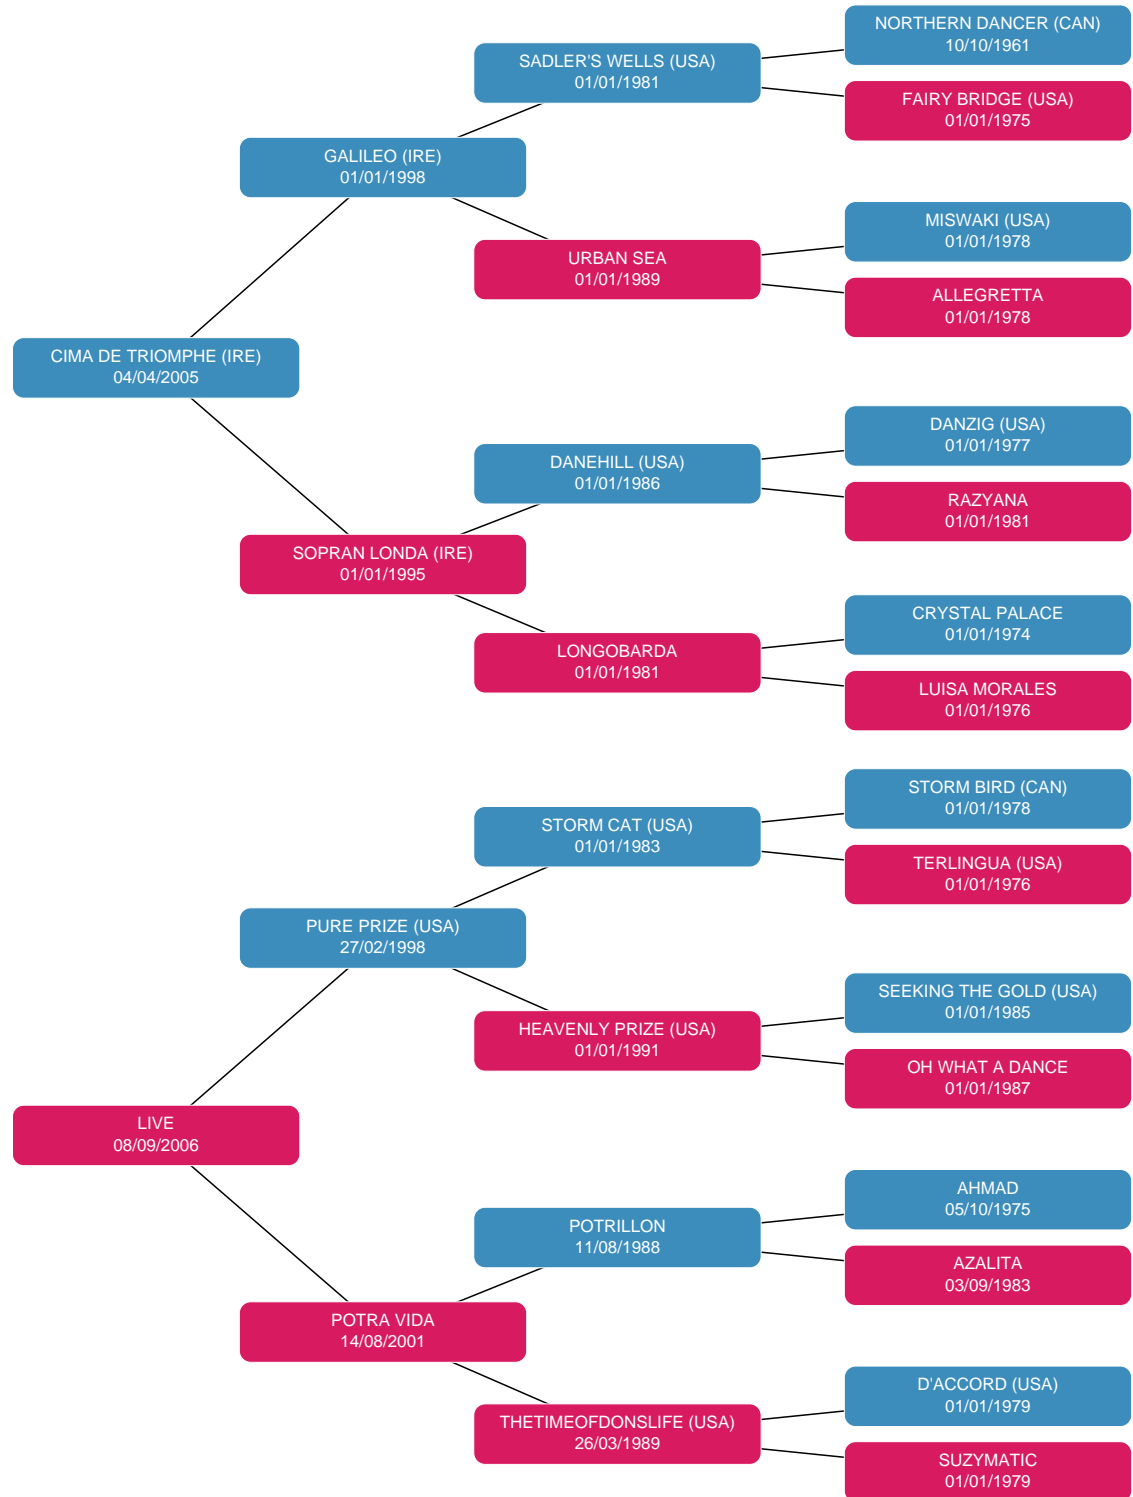 NORTHERN DANCER (CAN)
10/10/1961
SADLER'S WELLS (USA)
01/01/1981
FAIRY BRIDGE (USA)
01/01/1975
GALILEO (IRE)
01/01/1998
MISWAKI (USA)
01/01/1978
URBAN SEA
01/01/1989
ALLEGRETTA
01/01/1978
CIMA DE TRIOMPHE (IRE)
04/04/2005
DANZIG (USA)
01/01/1977
DANEHILL (USA)
01/01/1986
RAZYANA
01/01/1981
SOPRAN LONDA (IRE)
01/01/1995
CRYSTAL PALACE
01/01/1974
LONGOBARDA
01/01/1981
LUISA MORALES
01/01/1976
STORM BIRD (CAN)
01/01/1978
STORM CAT (USA)
01/01/1983
TERLINGUA (USA)
01/01/1976
PURE PRIZE (USA)
27/02/1998
SEEKING THE GOLD (USA)
01/01/1985
HEAVENLY PRIZE (USA)
01/01/1991
OH WHAT A DANCE
01/01/1987
LIVE
08/09/2006
AHMAD
05/10/1975
POTRILLON
11/08/1988
AZALITA
03/09/1983
POTRA VIDA
14/08/2001
D'ACCORD (USA)
01/01/1979
THETIMEOFDONSLIFE (USA)
26/03/1989
SUZYMATIC
01/01/1979